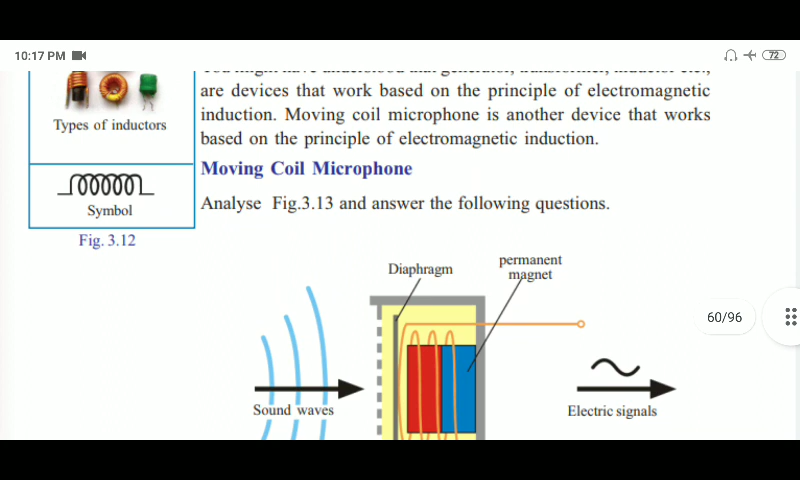 10:17 PM
72
are devices that work based on the principle of electromagnetic
induction. Moving coil microphone is another device that works
based on the principle of electromagnetic induction.
Types of inductors
Symbol
Fig. 3.12
Moving Coil Microphone
Analyse Fig.3.13 and answer the following questions.
Diaphragm
permanent
magnet
60/96
Sound waves
Electric signals